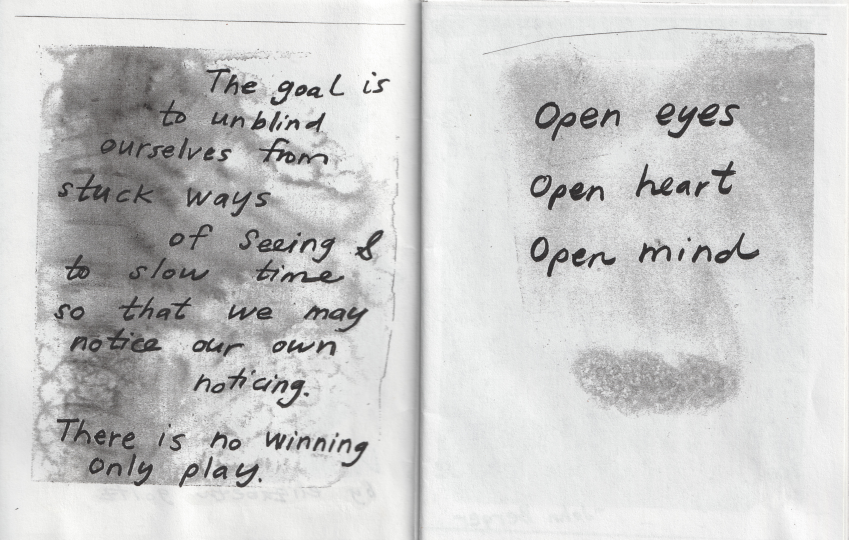 The goal is
to unblind
ourselves from
stuck ways
of seeing &
to slow time
so that we may
notice our own
noticing.
There is no winning
only play.
Open eyes
Open heart
Open mind